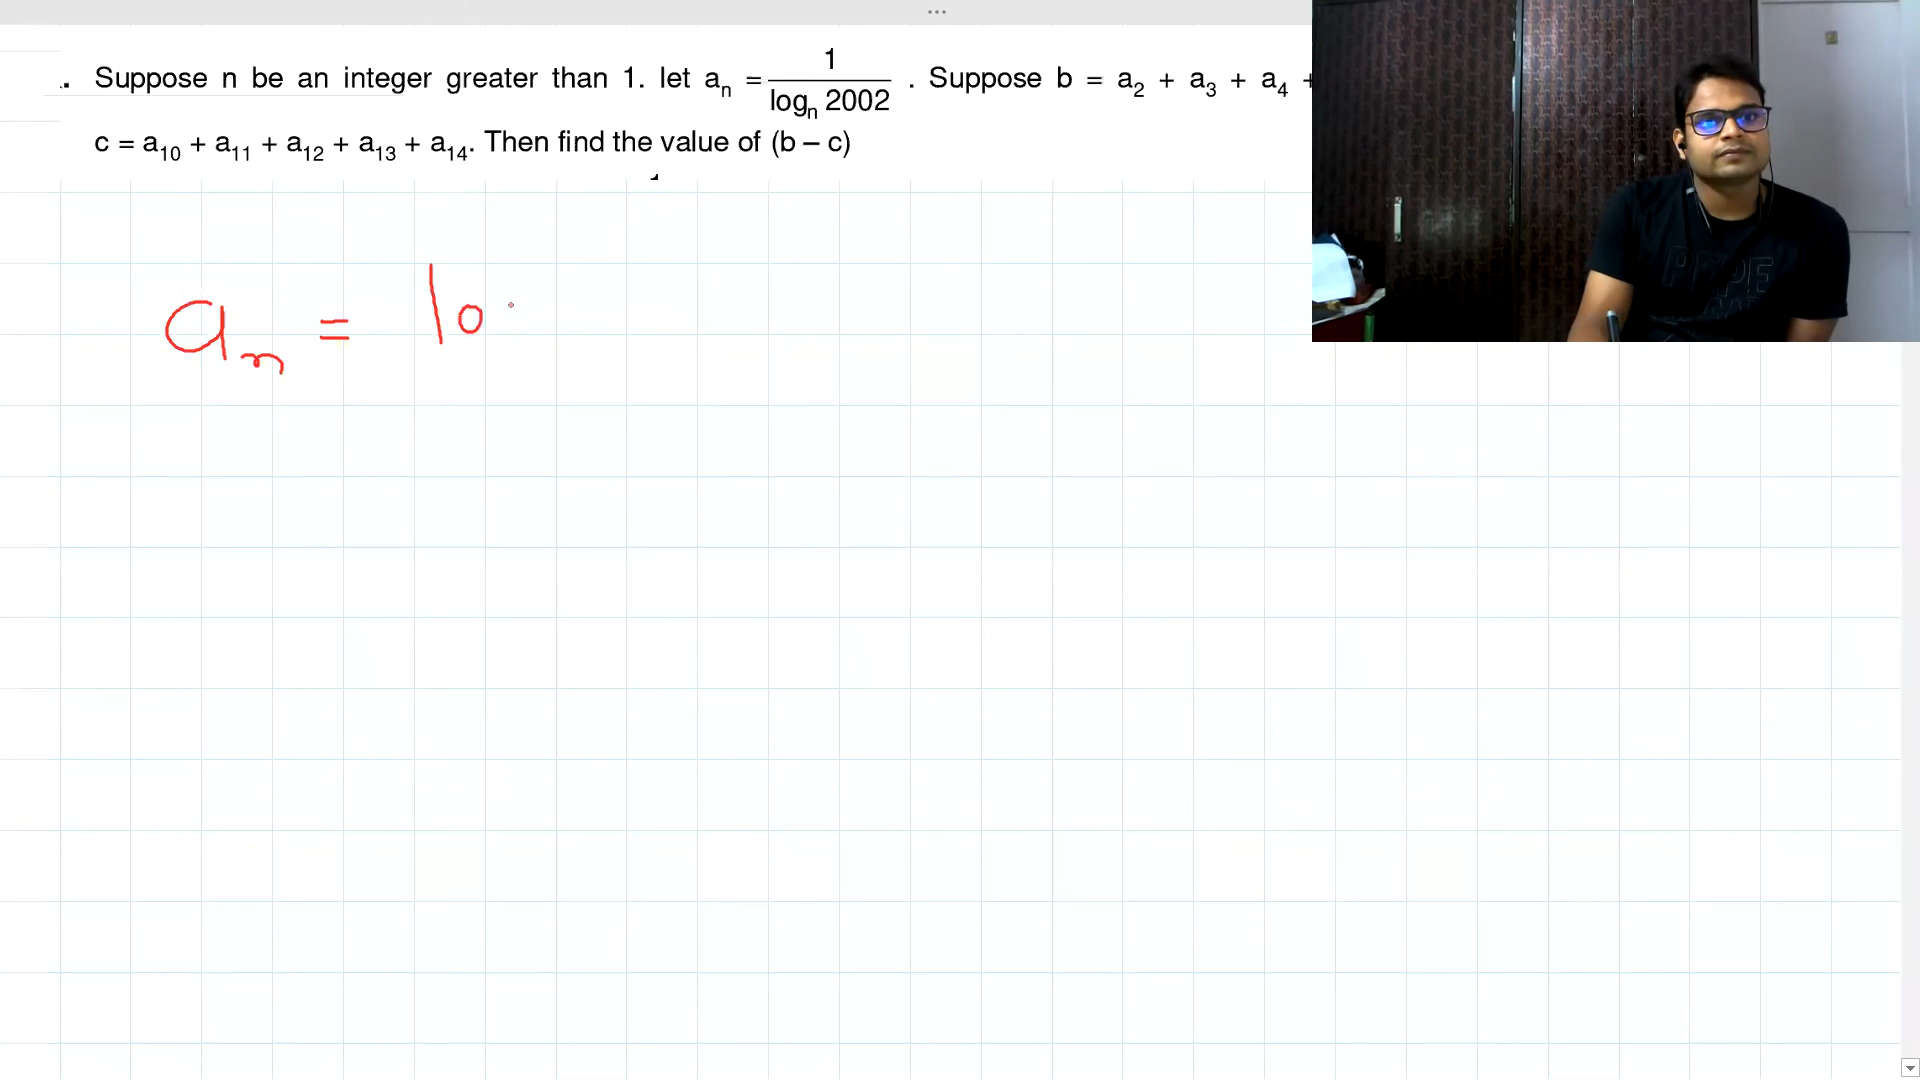 ...
. Suppose n be an integer greater than 1. let aₙ = 1/logₙ 2002 . Suppose b = a₂ + a₃ + a₄ +
c = a₁₀ + a₁₁ + a₁₂ + a₁₃ + a₁₄. Then find the value of (b – c)
aₙ = lo